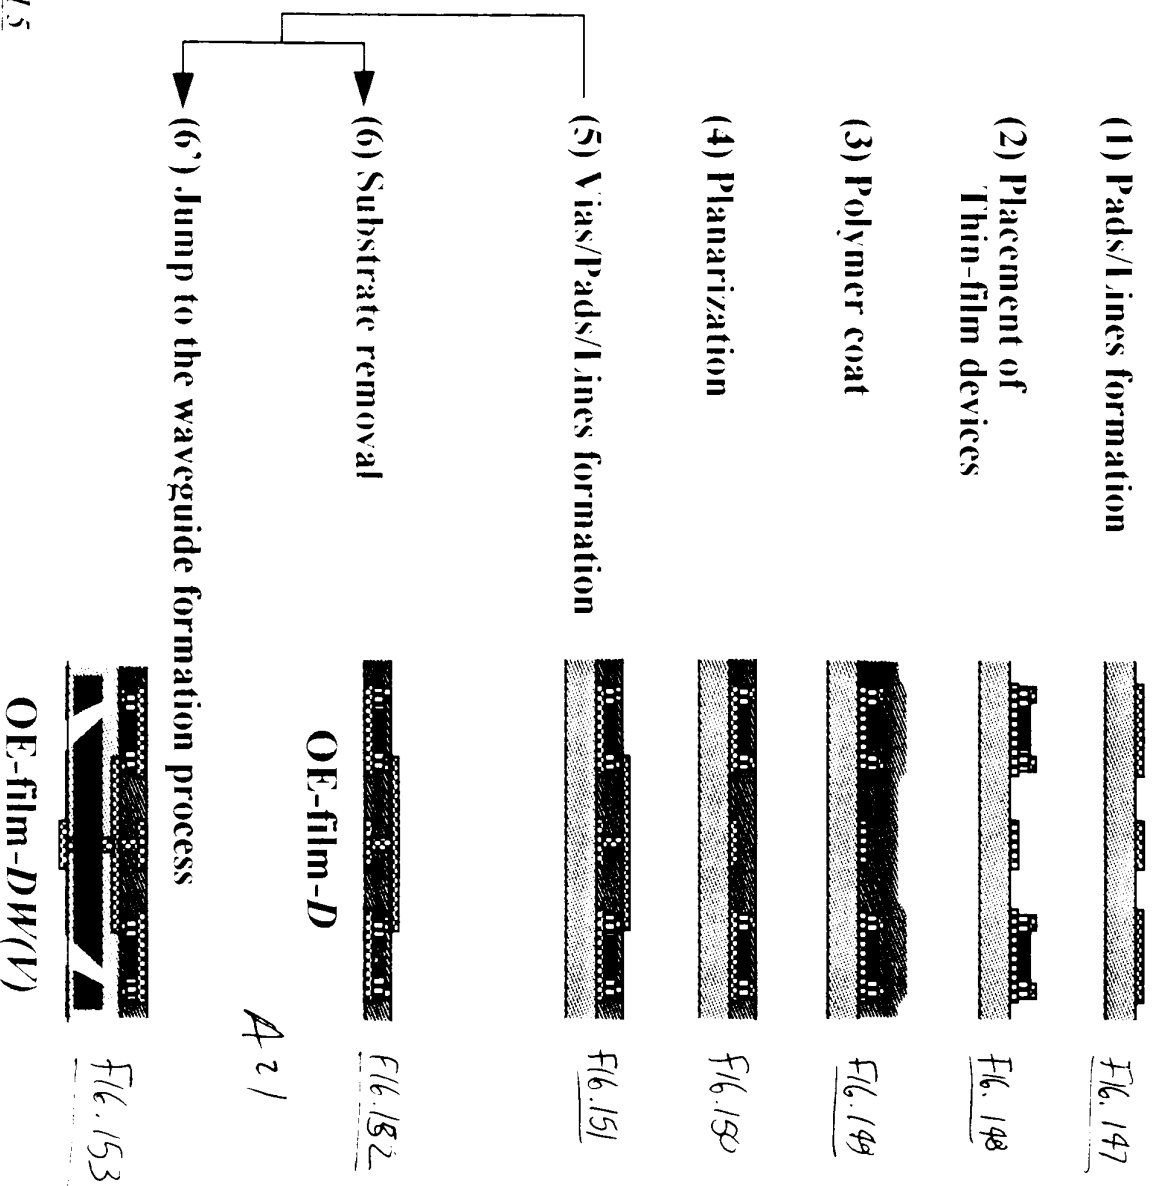 (1) Pads/Lines formation
FIG. 147
(2) Placement of
Thin-film devices
FIG. 148
(3) Polymer coat
FIG. 149
(4) Planarization
FIG. 150
(5) Vias/Pads/Lines formation
FIG. 151
(6) Substrate removal
OE-film-D
FIG. 152
(6') Jump to the waveguide formation process
OE-film-DW(V)
FIG. 153
A21